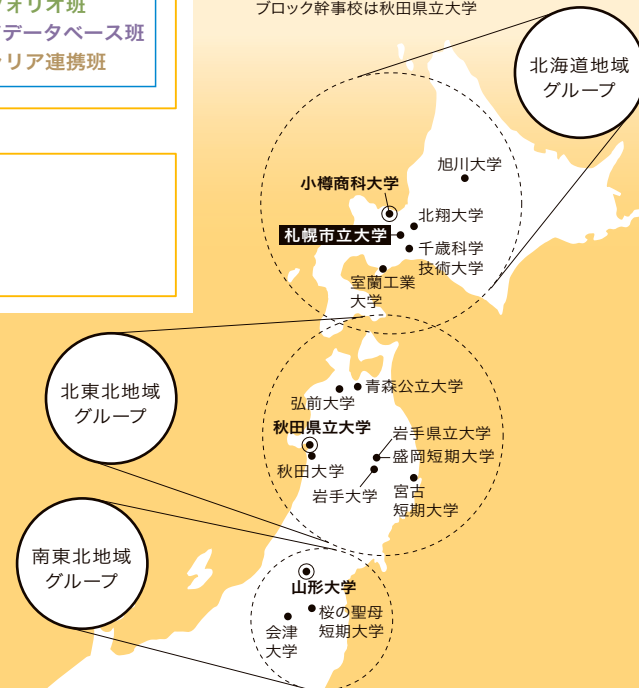 ォリオ班
データベース班
リア連携班
ブロック幹事校は秋田県立大学
北海道地域
グループ
旭川大学
小樽商科大学
北翔大学
札幌市立大学
千歳科学
技術大学
室蘭工業
大学
北東北地域
グループ
青森公立大学
弘前大学
秋田県立大学
岩手県立大学
盛岡短期大学
秋田大学
岩手大学
宮古
短期大学
南東北地域
グループ
山形大学
桜の聖母
短期大学
会津
大学